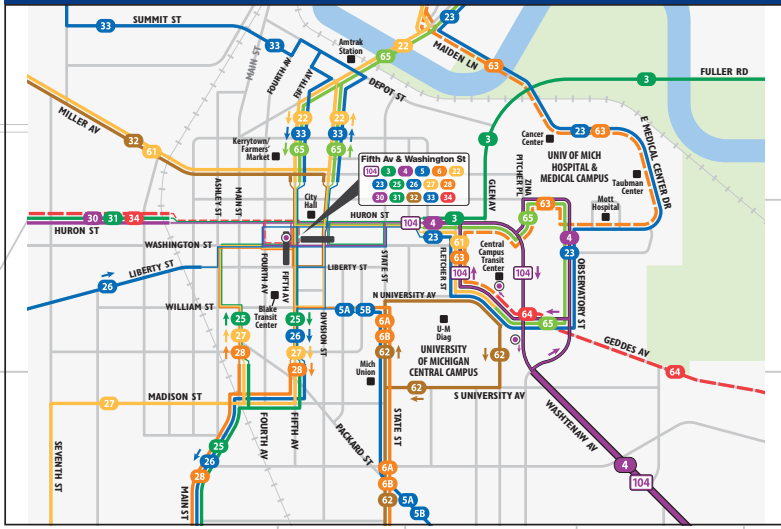 SUMMIT ST
33
33
MAIN ST
FOURTH AV
FIFTH AV
Amtrak
Station
22
65
23
MAIDEN LN
63
DEPOT ST
3
FULLER RD
MILLER AV
32
61
22
33
65
22
33
65
Kerrytown/
Farmers'
Market
Fifth Av & Washington St
104 3 4 5 6 22
23 25 26 27 28
30 31 32 33 34
3
Cancer
Center
23 63
E MEDICAL CENTER DR
UNIV OF MICH
HOSPITAL &
MEDICAL CAMPUS
Taubman
Center
Mott
Hospital
ZINA
PITCHER PL
GLEN AV
63
65
ASHLEY ST
MAIN ST
City
Hall
30 31 34
HURON ST
HURON ST
104 4 3
23
4
23
WASHINGTON ST
LIBERTY ST
26
FOURTH AV
FIFTH AV
LIBERTY ST
STATE ST
61
63
104
FLETCHER ST
Central
Campus
Transit
Center
104
OBSERVATORY ST
N UNIVERSITY AV
WILLIAM ST
Blake
Transit
Center
DIVISION ST
5A 5B
6A
6B
62
64
65
25
27
28
25
26
27
28
U-M
Diag
UNIVERSITY
OF MICHIGAN
CENTRAL CAMPUS
62
GEDDES AV
64
Mich
Union
62
S UNIVERSITY AV
27
MADISON ST
WASHTENAW AV
SEVENTH ST
25
26
28
MAIN ST
FOURTH AV
FIFTH AV
PACKARD ST
STATE ST
6A
6B
62
5A
5B
4
104